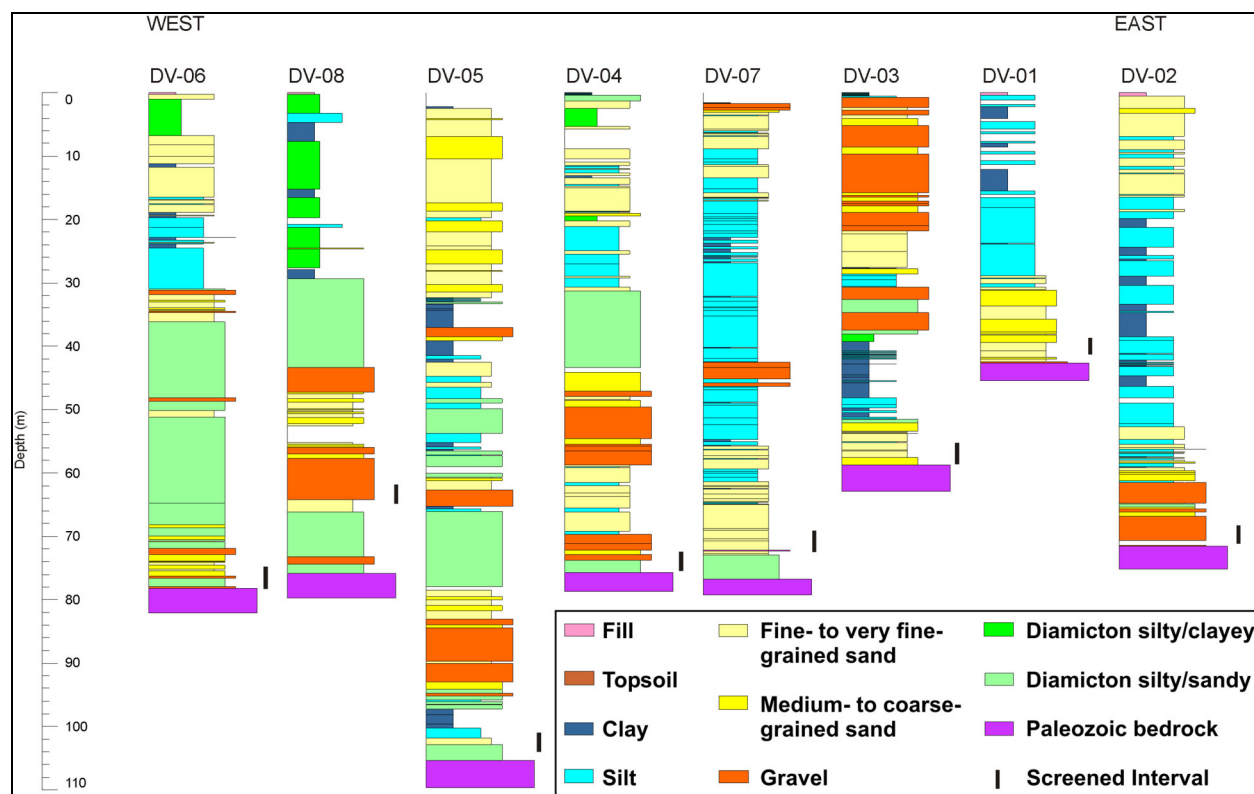 WEST
EAST
DV-06
DV-08
DV-05
DV-04
DV-07
DV-03
DV-01
DV-02
Depth (m)
0
10
20
30
40
50
60
70
80
90
100
110
Fill
Topsoil
Clay
Silt
Fine- to very fine-
grained sand
Medium- to coarse-
grained sand
Gravel
Diamicton silty/clayey
Diamicton silty/sandy
Paleozoic bedrock
Screened Interval